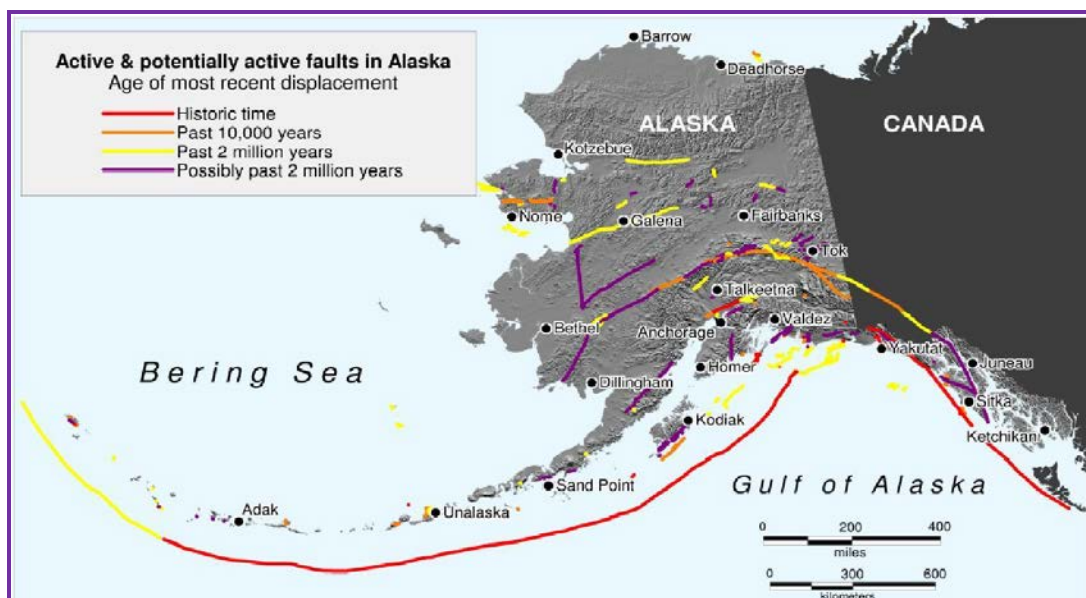 Active & potentially active faults in Alaska
Age of most recent displacement
Historic time
Past 10,000 years
Past 2 million years
Possibly past 2 million years
Barrow
Deadhorse
ALASKA
CANADA
Kotzebue
Nome
Galena
Fairbanks
Tok
Talkeetna
Bethel
Anchorage
Valdez
Yakutat
Juneau
Bering Sea
Dillingham
Homer
Sitka
Kodiak
Ketchikan
Sand Point
Gulf of Alaska
Adak
Unalaska
0 200 400
miles
0 300 600
kilometers